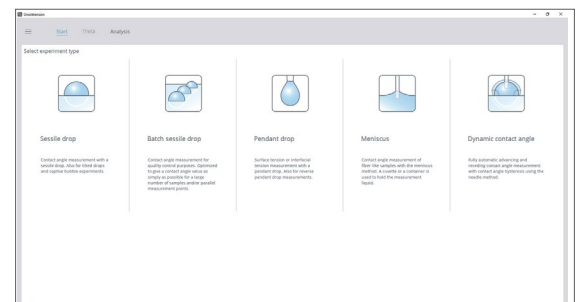 OneAttension
Start Theta Analysis
Select experiment type
Sessile drop
Contact angle measurement with a
sessile drop. Also for tilted drops
and captive bubble experiments
Batch sessile drop
Contact angle measurement for
quality control purposes. Optimized
to give a contact angle value as
simply as possible for a large
number of samples and/or parallel
measurement points.
Pendant drop
Surface tension or interfacial
tension measurement with a
pendant drop. Also for reverse
pendant drop measurements.
Meniscus
Contact angle measurement of
fiber-like samples with the meniscus
method. A cuvette or a container is
used to hold the measurement
liquid.
Dynamic contact angle
Fully automatic advancing and
receding contact angle measurement
with contact angle hysteresis using the
needle method.